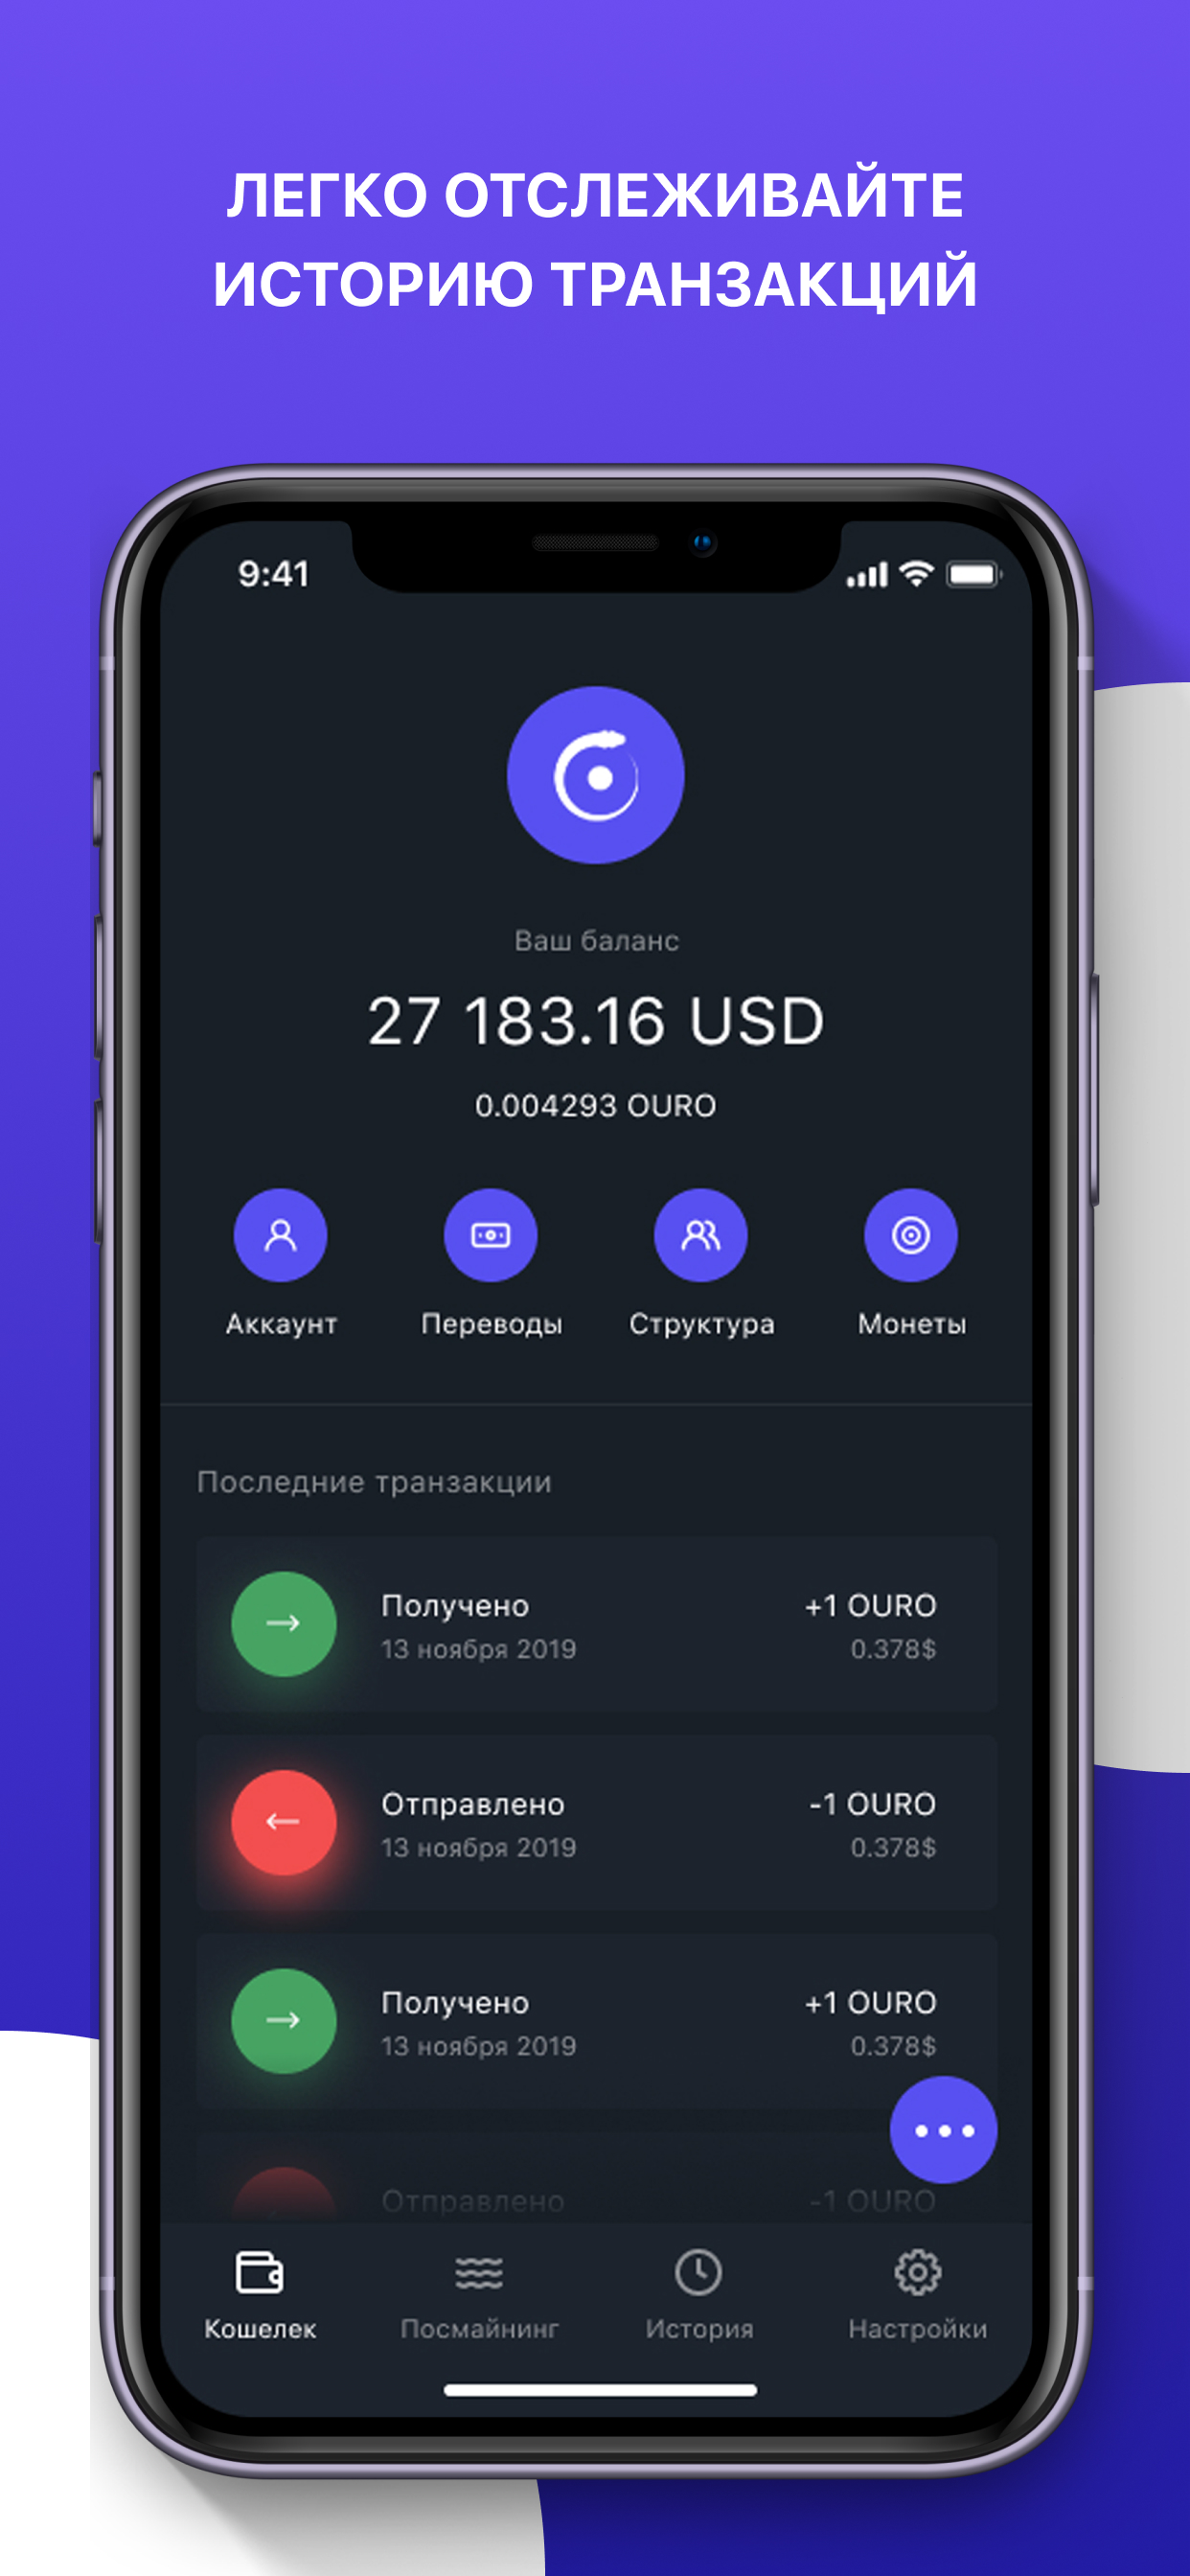 ЛЕГКО ОТСЛЕЖИВАЙТЕ
ИСТОРИЮ ТРАНЗАКЦИЙ
9:41
Ваш баланс
27 183.16 USD
0.004293 OURO
Аккаунт Переводы Структура Монеты
Последние транзакции
Получено +1 OURO
13 ноября 2019 0.378$
Отправлено -1 OURO
13 ноября 2019 0.378$
Получено +1 OURO
13 ноября 2019 0.378$
Отправлено -1 OURO
Кошелек Посмайнинг История Настройки